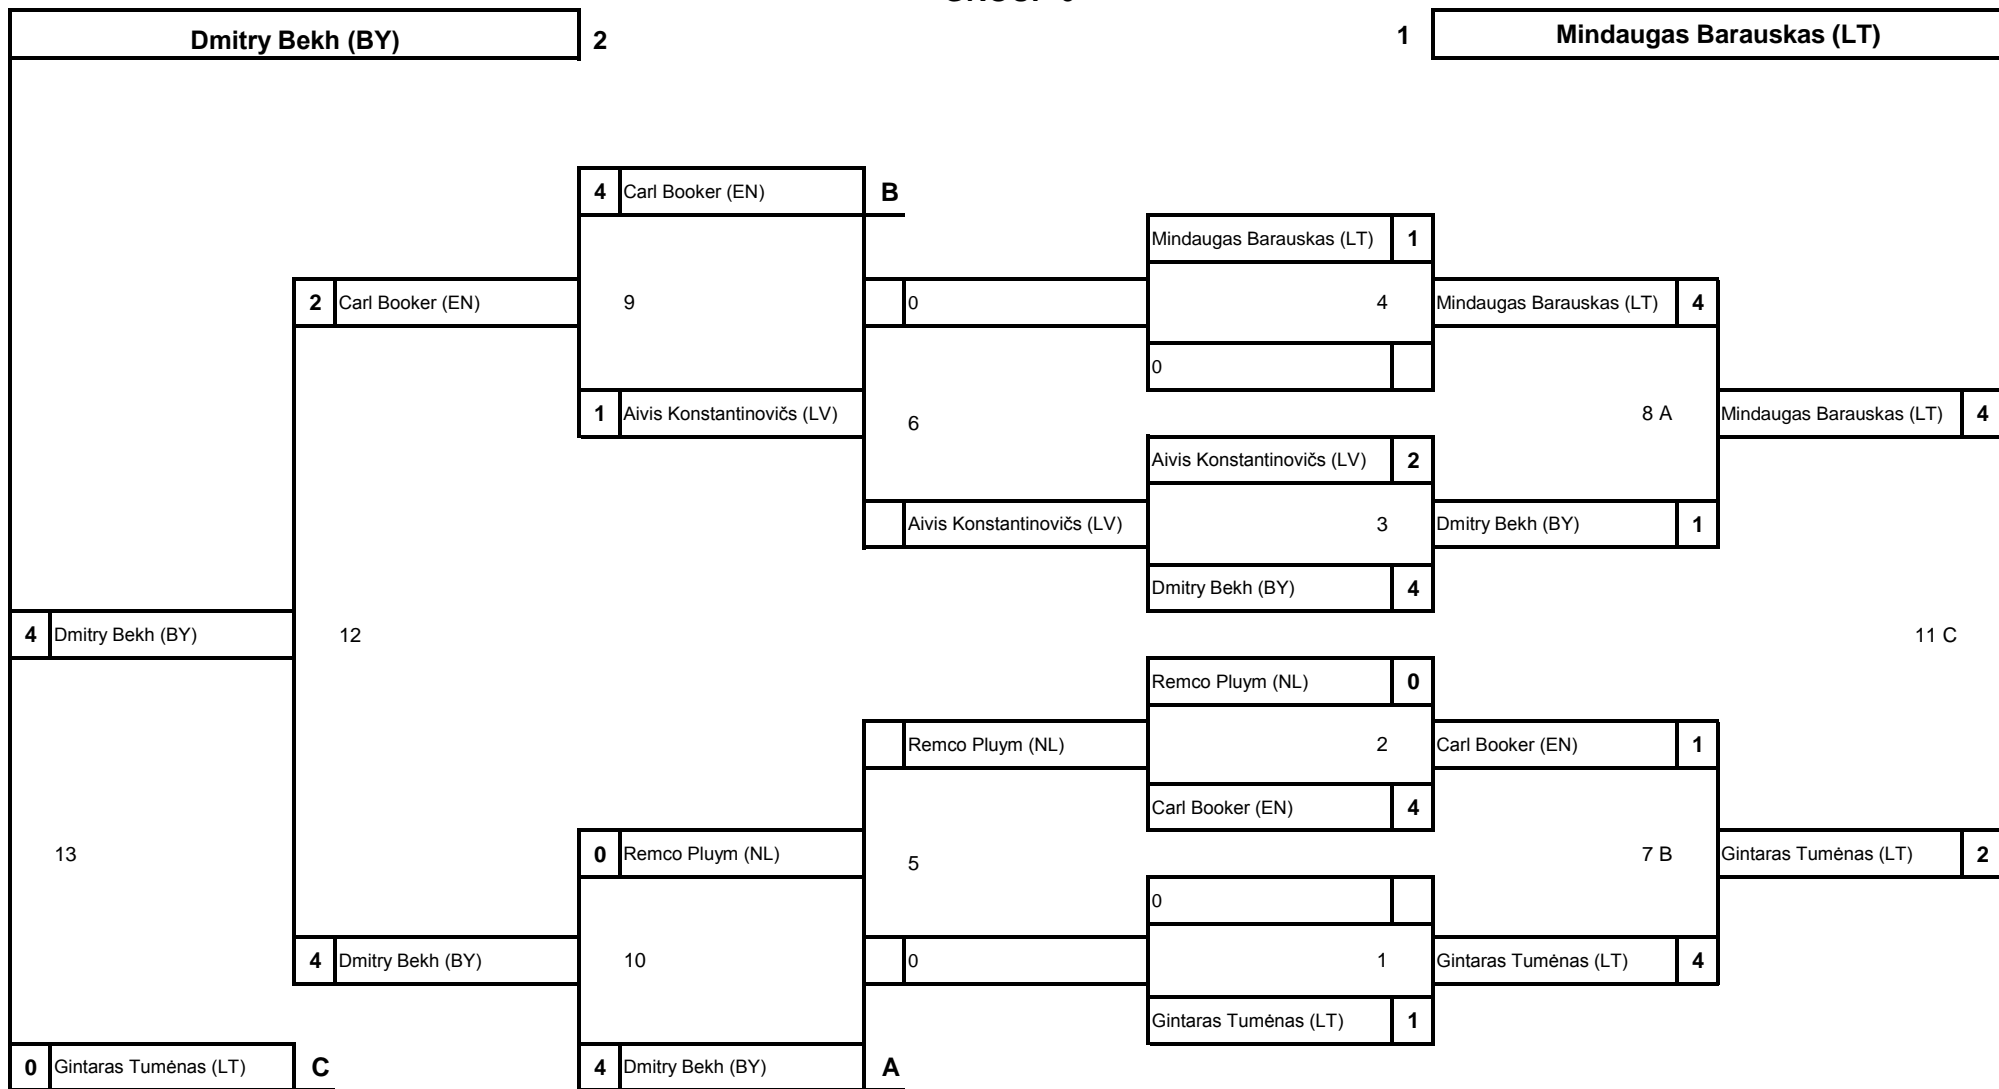 Dmitry Bekh (BY) 2 1 Mindaugas Barauskas (LT)
4 Carl Booker (EN) B
Mindaugas Barauskas (LT) 1
2 Carl Booker (EN) 9 0 4 Mindaugas Barauskas (LT) 4
0
1 Aivis Konstantinovičs (LV) 6 8 A Mindaugas Barauskas (LT) 4
Aivis Konstantinovičs (LV) 2
Aivis Konstantinovičs (LV) 3 Dmitry Bekh (BY) 1
Dmitry Bekh (BY) 4
4 Dmitry Bekh (BY) 12 11 C
Remco Pluym (NL) 0
Remco Pluym (NL) 2 Carl Booker (EN) 1
Carl Booker (EN) 4
13 0 Remco Pluym (NL) 5 7 B Gintaras Tumėnas (LT) 2
0
4 Dmitry Bekh (BY) 10 0 1 Gintaras Tumėnas (LT) 4
Gintaras Tumėnas (LT) 1
0 Gintaras Tumėnas (LT) C 4 Dmitry Bekh (BY) A